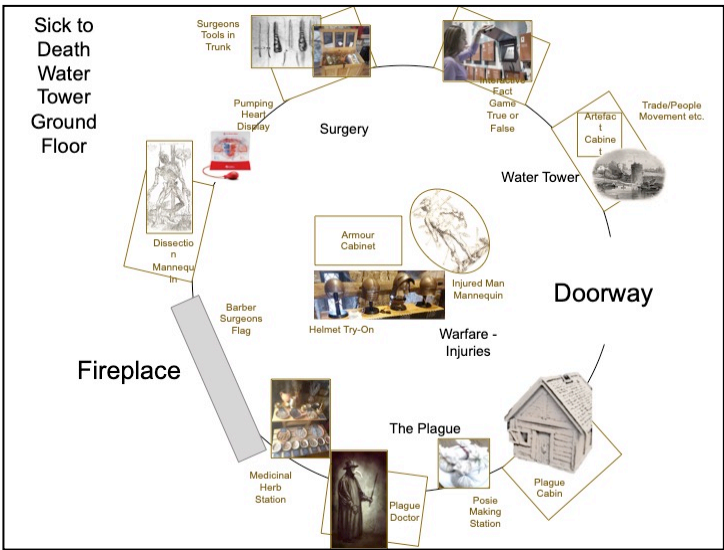 Sick to
Death
Water
Tower
Ground
Floor
Surgeons
Tools in
Trunk
Interactive
Fact
Game
True or
False
Pumping
Heart
Display
Surgery
Artefac
t
Cabine
t
Trade/People
Movement etc.
Water Tower
Dissectio
n
Mannequ
in
Armour
Cabinet
Injured Man
Mannequin
Helmet Try-On
Doorway
Barber
Surgeons
Flag
Warfare -
Injuries
Fireplace
The Plague
Medicinal
Herb
Station
Plague
Doctor
Posie
Making
Station
Plague
Cabin